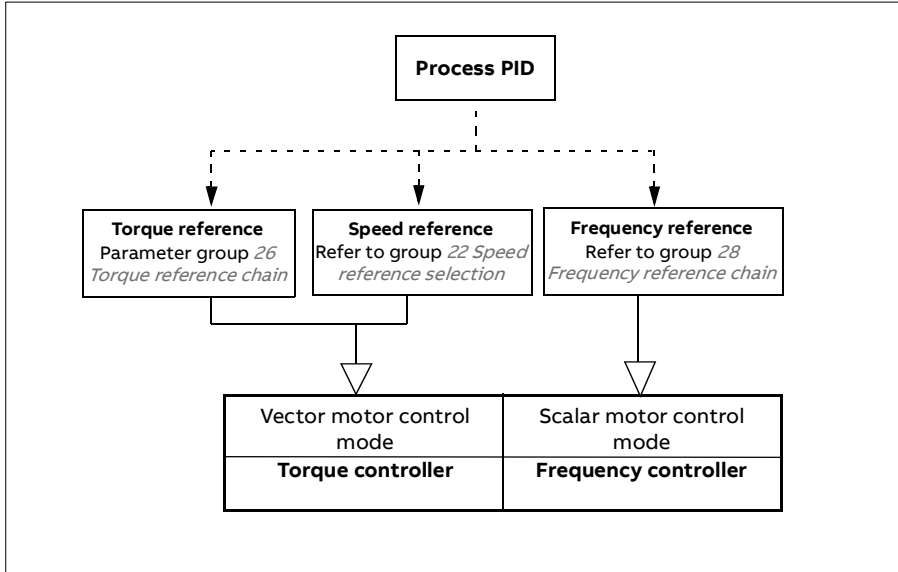 Process PID
Torque reference
Parameter group 26
Torque reference chain
Speed reference
Refer to group 22 Speed
reference selection
Frequency reference
Refer to group 28
Frequency reference chain
Vector motor control
mode
Scalar motor control
mode
Torque controller
Frequency controller